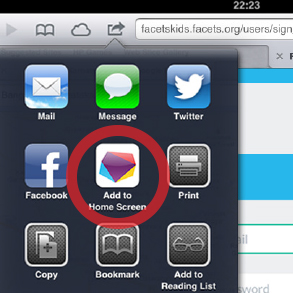 22:23
facetskids.facets.org/users/sign
Mail
Message
Twitter
Facebook
Add to
Home Screen
Print
Copy
Bookmark
Add to
Reading List